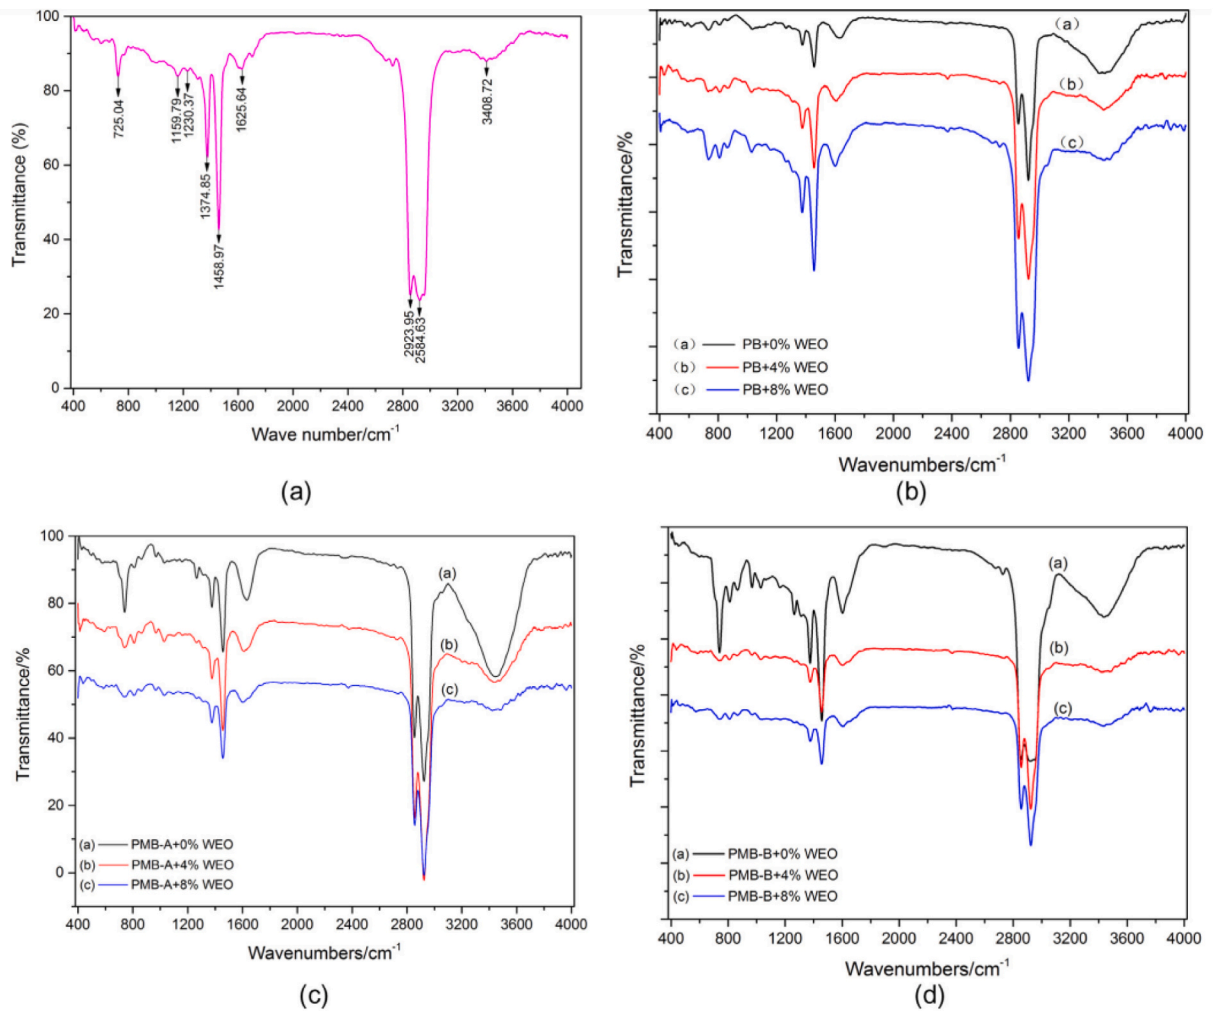 100
80
60
40
20
0
Transmittance (%)
725.04
1159.79
1230.37
1374.85
1458.97
1625.64
2923.95
2584.63
3408.72
400 1200 1600 2000 2400 2800 3200 3600 4000
Wave number/cm-1
(a)
Transmittance/%
(a)
(b)
(c)
(a) PB+0% WEO
(b) PB+4% WEO
(c) PB+8% WEO
400 800 1200 1600 2000 2400 2800 3200 3600 4000
Wavenumbers/cm-1
(b)
100
80
60
40
20
0
Transmittance/%
(a)
(b)
(c)
(a) PMB-A+0% WEO
(b) PMB-A+4% WEO
(c) PMB-A+8% WEO
400 800 1200 1600 2000 2400 2800 3200 3600 4000
Wavenumbers/cm-1
(c)
Transmittance/%
(a)
(b)
(c)
(a) PMB-B+0% WEO
(b) PMB-B+4% WEO
(c) PMB-B+8% WEO
400 800 1200 1600 2000 2400 2800 3200 3600 4000
Wavenumbers/cm-1
(d)